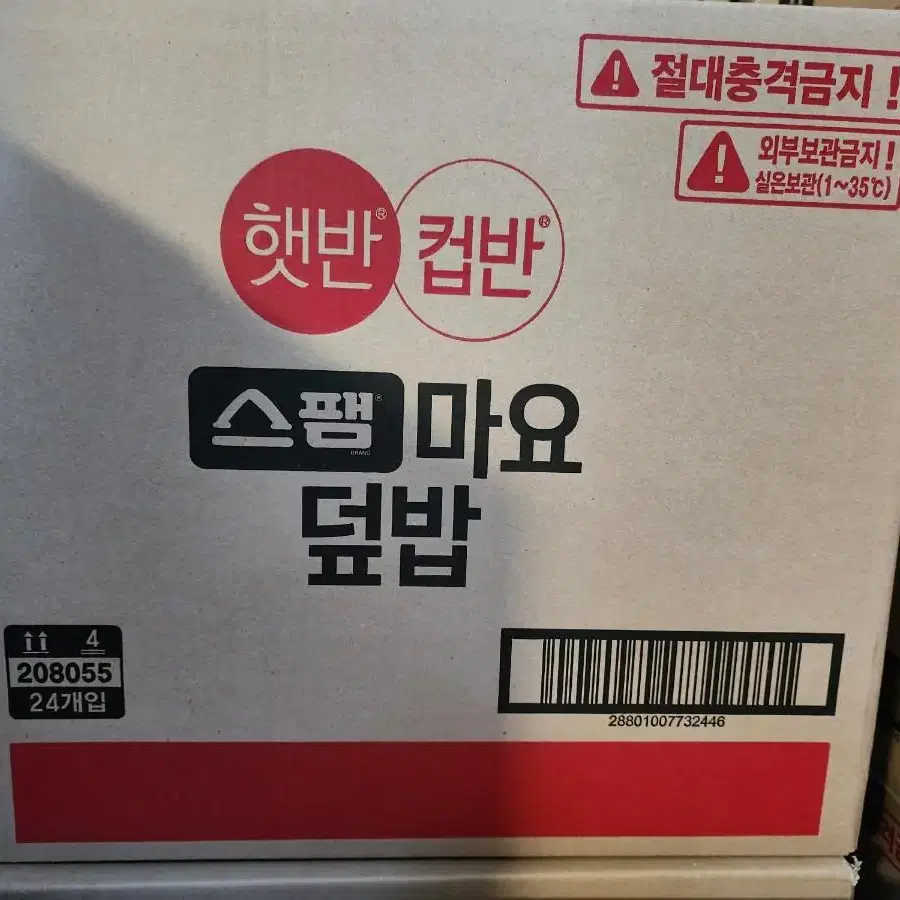 절대충격금지!
외부보관금지!
실온보관(1~35℃)
햇반® 컵반®
스팸® 마요
BRAND
덮밥
4
208055
24개입
28801007732446